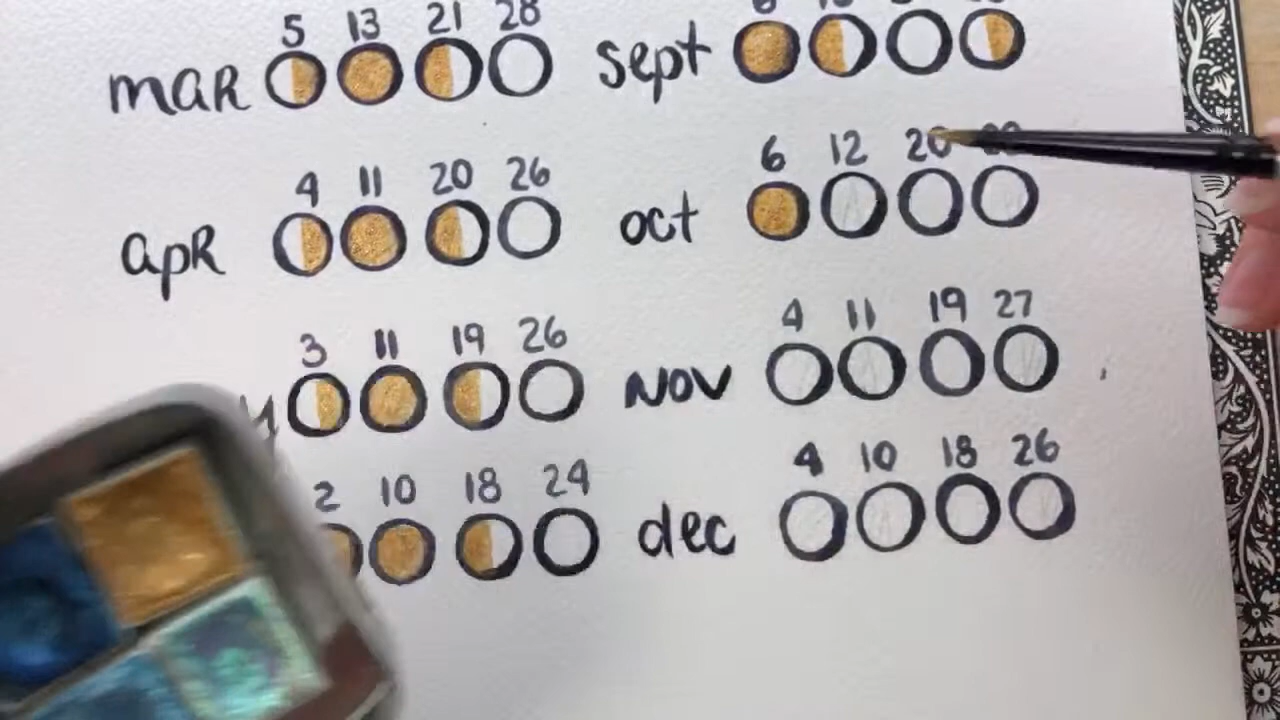 5 13 21 28
maR sept
4 11 20 26
apR
6 12 20
oct
3 11 19 26
4 11 19 27
Nov
2 10 18 24
4 10 18 26
dec